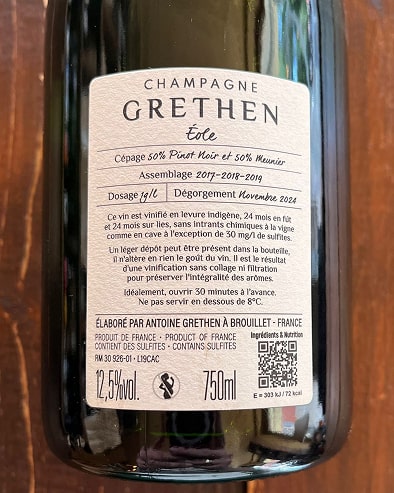 CHAMPAGNE
GRETHEN
Éole
Cépage 50% Pinot Noir et 50% Meunier
Assemblage 2017-2018-2019
Dosage 1g/L | Dégorgement Novembre 2024
Ce vin est vinifié en levure indigène, 24 mois en fût
et 24 mois sur lies, sans intrants chimiques à la vigne
comme en cave à l'exception de 30 mg/l de sulfites.
Un léger dépôt peut être présent dans la bouteille,
il n'altère en rien le goût du vin. Il est le résultat
d'une vinification sans collage ni filtration
pour préserver l'intégralité des arômes.
Idéalement, ouvrir 30 minutes à l'avance.
Ne pas servir en dessous de 8°C.
ÉLABORÉ PAR ANTOINE GRETHEN À BROUILLET - FRANCE
PRODUIT DE FRANCE - PRODUCT OF FRANCE
CONTIENT DES SULFITES - CONTAINS SULFITES
RM 30 926-01 - L19CAC
Ingrédients & Nutrition
12,5%vol. 750ml
E = 303 kJ / 72 kcal